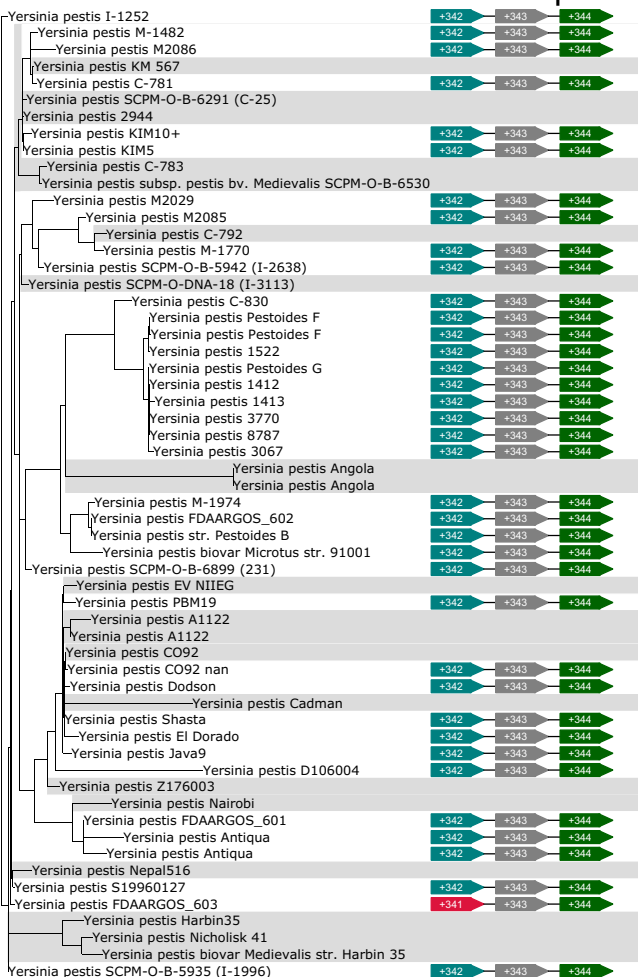 Yersinia pestis I-1252 +342 +343 +344
Yersinia pestis M-1482 +342 +343 +344
Yersinia pestis M2086 +342 +343 +344
Yersinia pestis KM 567
Yersinia pestis C-781 +342 +343 +344
Yersinia pestis SCPM-O-B-6291 (C-25)
Yersinia pestis 2944
Yersinia pestis KIM10+ +342 +343 +344
Yersinia pestis KIM5 +342 +343 +344
Yersinia pestis C-783
Yersinia pestis subsp. pestis bv. Medievalis SCPM-O-B-6530
Yersinia pestis M2029 +342 +343 +344
Yersinia pestis M2085 +342 +343 +344
Yersinia pestis C-792
Yersinia pestis M-1770 +342 +343 +344
Yersinia pestis SCPM-O-B-5942 (I-2638) +342 +343 +344
Yersinia pestis SCPM-O-DNA-18 (I-3113)
Yersinia pestis C-830 +342 +343 +344
Yersinia pestis Pestoides F +342 +343 +344
Yersinia pestis Pestoides F +342 +343 +344
Yersinia pestis 1522 +342 +343 +344
Yersinia pestis Pestoides G +342 +343 +344
Yersinia pestis 1412 +342 +343 +344
Yersinia pestis 1413 +342 +343 +344
Yersinia pestis 3770 +342 +343 +344
Yersinia pestis 8787 +342 +343 +344
Yersinia pestis 3067 +342 +343 +344
Yersinia pestis Angola
Yersinia pestis Angola
Yersinia pestis M-1974 +342 +343 +344
Yersinia pestis FDAARGOS_602 +342 +343 +344
Yersinia pestis str. Pestoides B +342 +343 +344
Yersinia pestis biovar Microtus str. 91001 +342 +343 +344
Yersinia pestis SCPM-O-B-6899 (231) +342 +343 +344
Yersinia pestis EV NIIEG
Yersinia pestis PBM19 +342 +343 +344
Yersinia pestis A1122
Yersinia pestis A1122
Yersinia pestis CO92
Yersinia pestis CO92 nan +342 +343 +344
Yersinia pestis Dodson +342 +343 +344
Yersinia pestis Cadman
Yersinia pestis Shasta +342 +343 +344
Yersinia pestis El Dorado +342 +343 +344
Yersinia pestis Java9 +342 +343 +344
Yersinia pestis D106004 +342 +343 +344
Yersinia pestis Z176003
Yersinia pestis Nairobi
Yersinia pestis FDAARGOS_601 +342 +343 +344
Yersinia pestis Antiqua +342 +343 +344
Yersinia pestis Antiqua +342 +343 +344
Yersinia pestis Nepal516
Yersinia pestis S19960127 +342 +343 +344
Yersinia pestis FDAARGOS_603 +341 +343 +344
Yersinia pestis Harbin35
Yersinia pestis Nicholisk 41
Yersinia pestis biovar Medievalis str. Harbin 35
Yersinia pestis SCPM-O-B-5935 (I-1996) +342 +343 +344